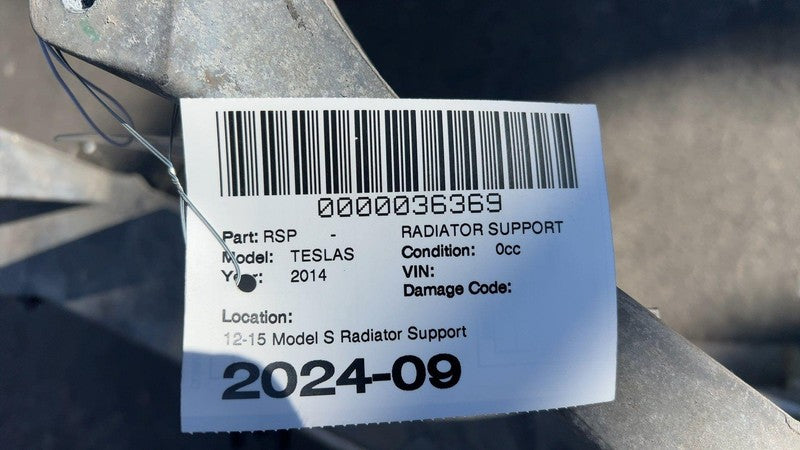 0000036369
Part: RSP - RADIATOR SUPPORT
Model: TESLAS Condition: 0cc
Year: 2014 VIN:
Damage Code:
Location:
12-15 Model S Radiator Support
2024-09